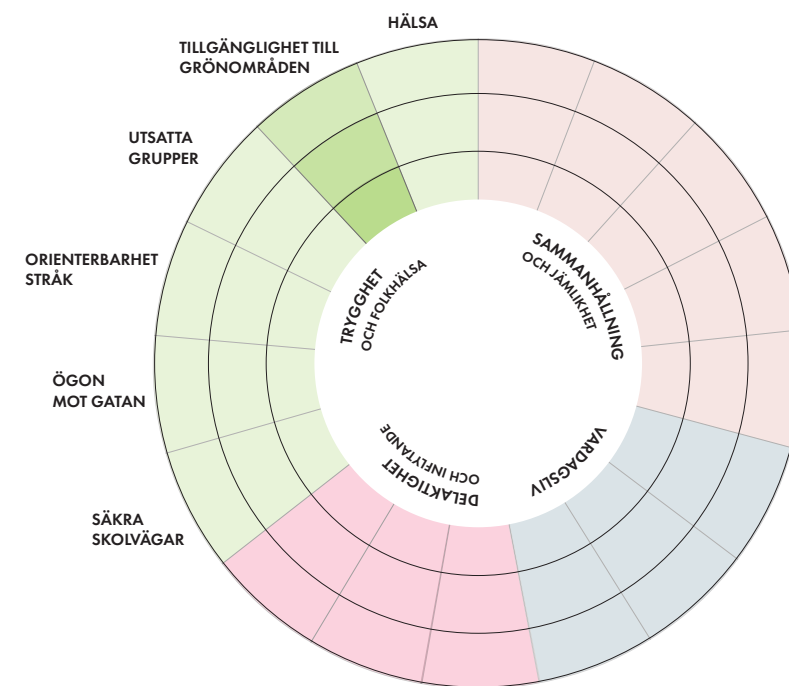 HÄLSA
TILLGÄNGLIGHET TILL
GRÖNOMRÅDEN
UTSATTA
GRUPPER
ORIENTERBARHET
STRÅK
ÖGON
MOT GATAN
SÄKRA
SKOLVÄGAR
TRYGGHET
OCH FOLKHÄLSA
SAMMANHÅLLNING
OCH JÄMLIKHET
VARDAGSLIV
DELAKTIGHET
OCH INFLYTANDE